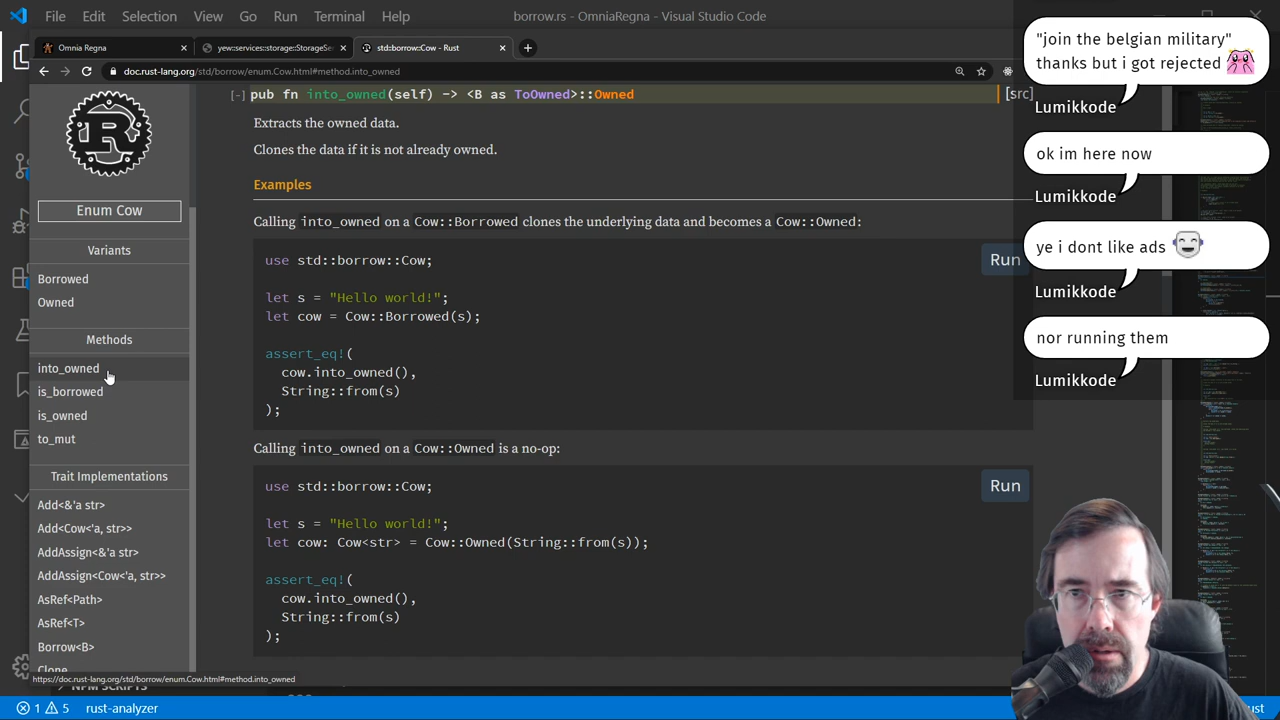 File Edit Selection View Go Run Terminal Help borrow.rs - OmniaRegna - Visual Studio Code
Omnia Regna × yew::services::storage::StorageSe × std::borrow::Cow - Rust × +
doc.rust-lang.org/std/borrow/enum.Cow.html#method.into_owned
R
Enum Cow
Variants
Borrowed
Owned
Methods
into_owned
is_borrowed
is_owned
to_mut
Trait Implementations
Add<&'a str>
Add<Cow<'a, str>>
AddAssign<&'a str>
AddAssign<Cow<'a, str>>
AsRef<Path>
AsRef<T>
Borrow<B>
Clone
[-] pub fn into_owned(self) -> <B as ToOwned>::Owned [src]
Extracts the owned data.
Clones the data if it is not already owned.
Examples
Calling into_owned on a Cow::Borrowed clones the underlying data and becomes a Cow::Owned:
Run
use std::borrow::Cow;
let s = "Hello world!";
let cow = Cow::Borrowed(s);
assert_eq!(
cow.into_owned(),
String::from(s)
);
Calling into_owned on a Cow::Owned is a no-op:
Run
use std::borrow::Cow;
let s = "Hello world!";
let cow: Cow<str> = Cow::Owned(String::from(s));
assert_eq!(
cow.into_owned(),
String::from(s)
);
https://doc.rust-lang.org/std/borrow/enum.Cow.html#method.into_owned
NPM SCRIPTS
1 5 rust-analyzer
"join the belgian military"
thanks but i got rejected
Lumikkode
ok im here now
Lumikkode
ye i dont like ads
Lumikkode
nor running them
Lumikkode